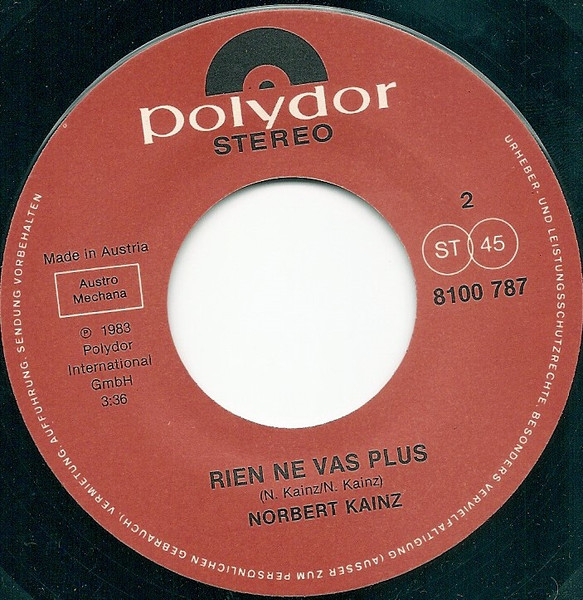 polydor
STEREO
2
ST 45
8100 787
Made in Austria
Austro
Mechana
℗ 1983
Polydor
International
GmbH
3:36
RIEN NE VAS PLUS
(N. Kainz/N. Kainz)
NORBERT KAINZ
URHEBER- UND LEISTUNGSSCHUTZRECHTE, BESONDERS VERVIELFÄLTIGUNG (AUSSER ZUM PERSÖNLICHEN GEBRAUCH), VERMIETUNG, AUFFÜHRUNG, SENDUNG VORBEHALTEN